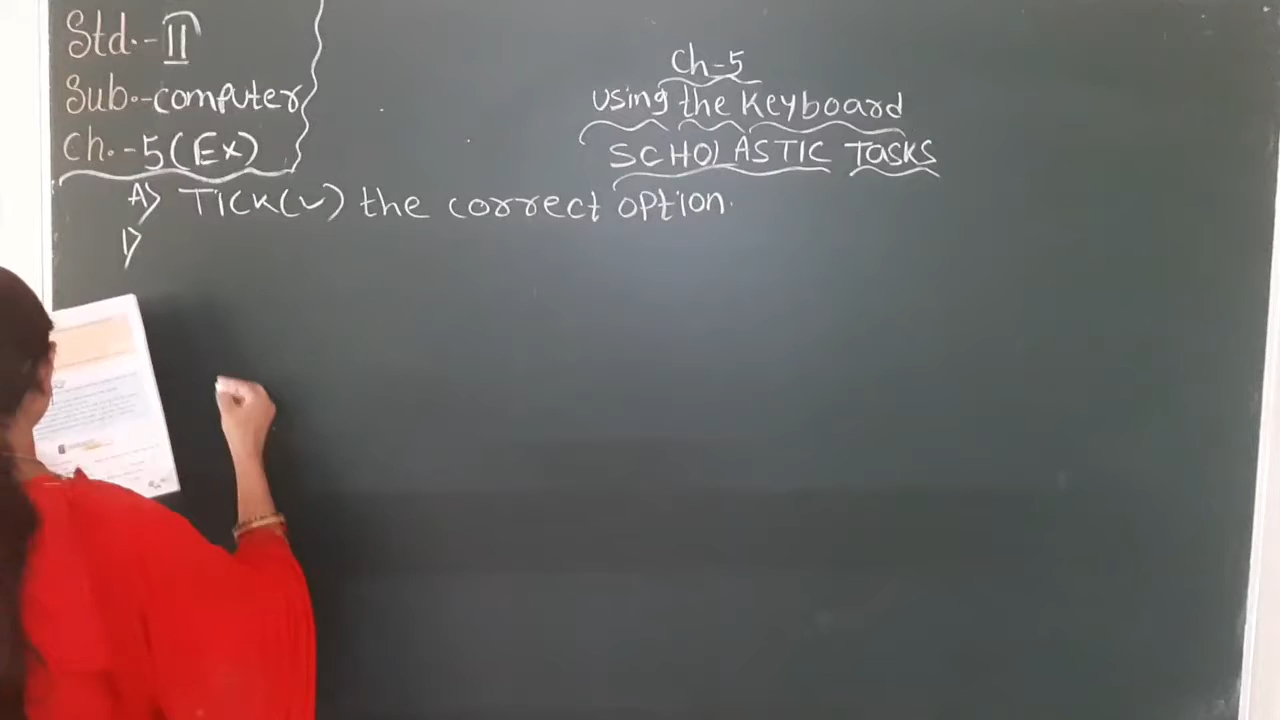 Std.-II
Sub.-computer
Ch.-5(Ex)
Ch-5
using the Keyboard
SCHOLASTIC TASKS
A) TICK(✓) the correct option.
1)